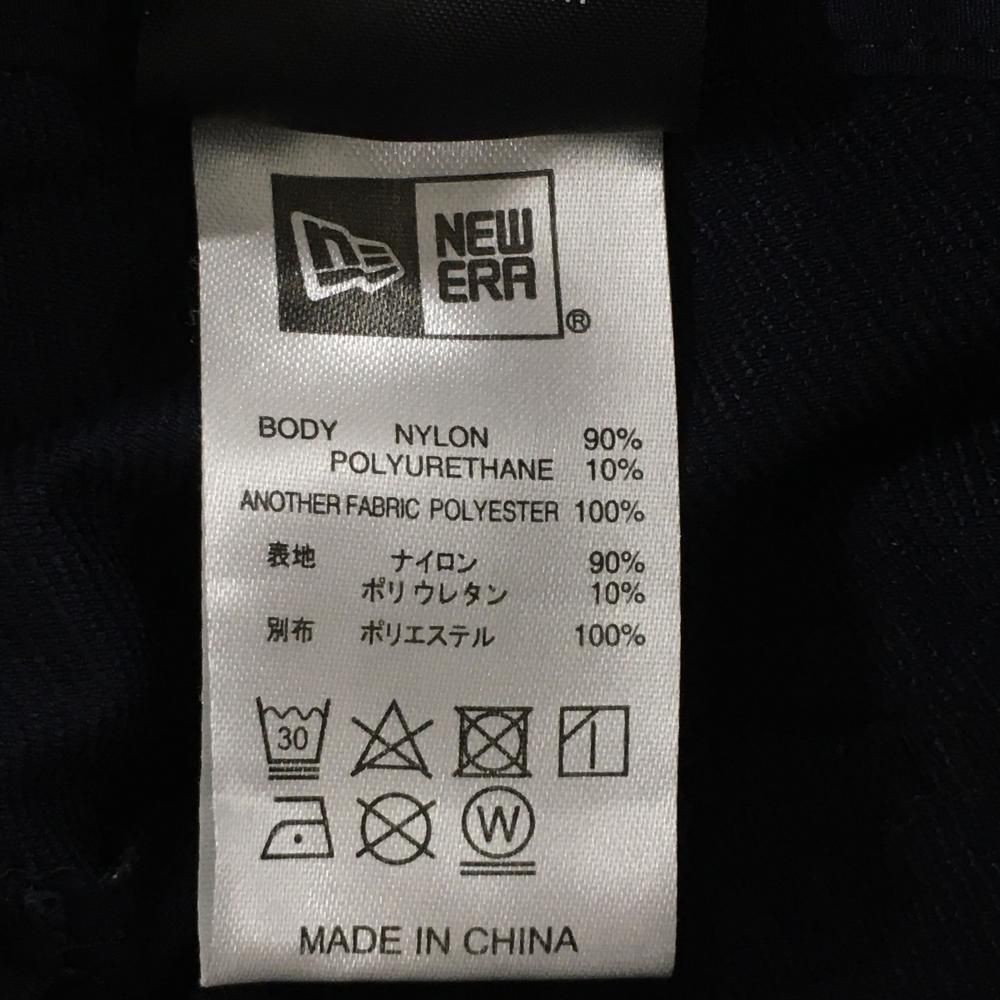 NEW
ERA
®
BODY NYLON 90%
POLYURETHANE 10%
ANOTHER FABRIC POLYESTER 100%
表地 ナイロン 90%
ポリウレタン 10%
別布 ポリエステル 100%
30
W
MADE IN CHINA